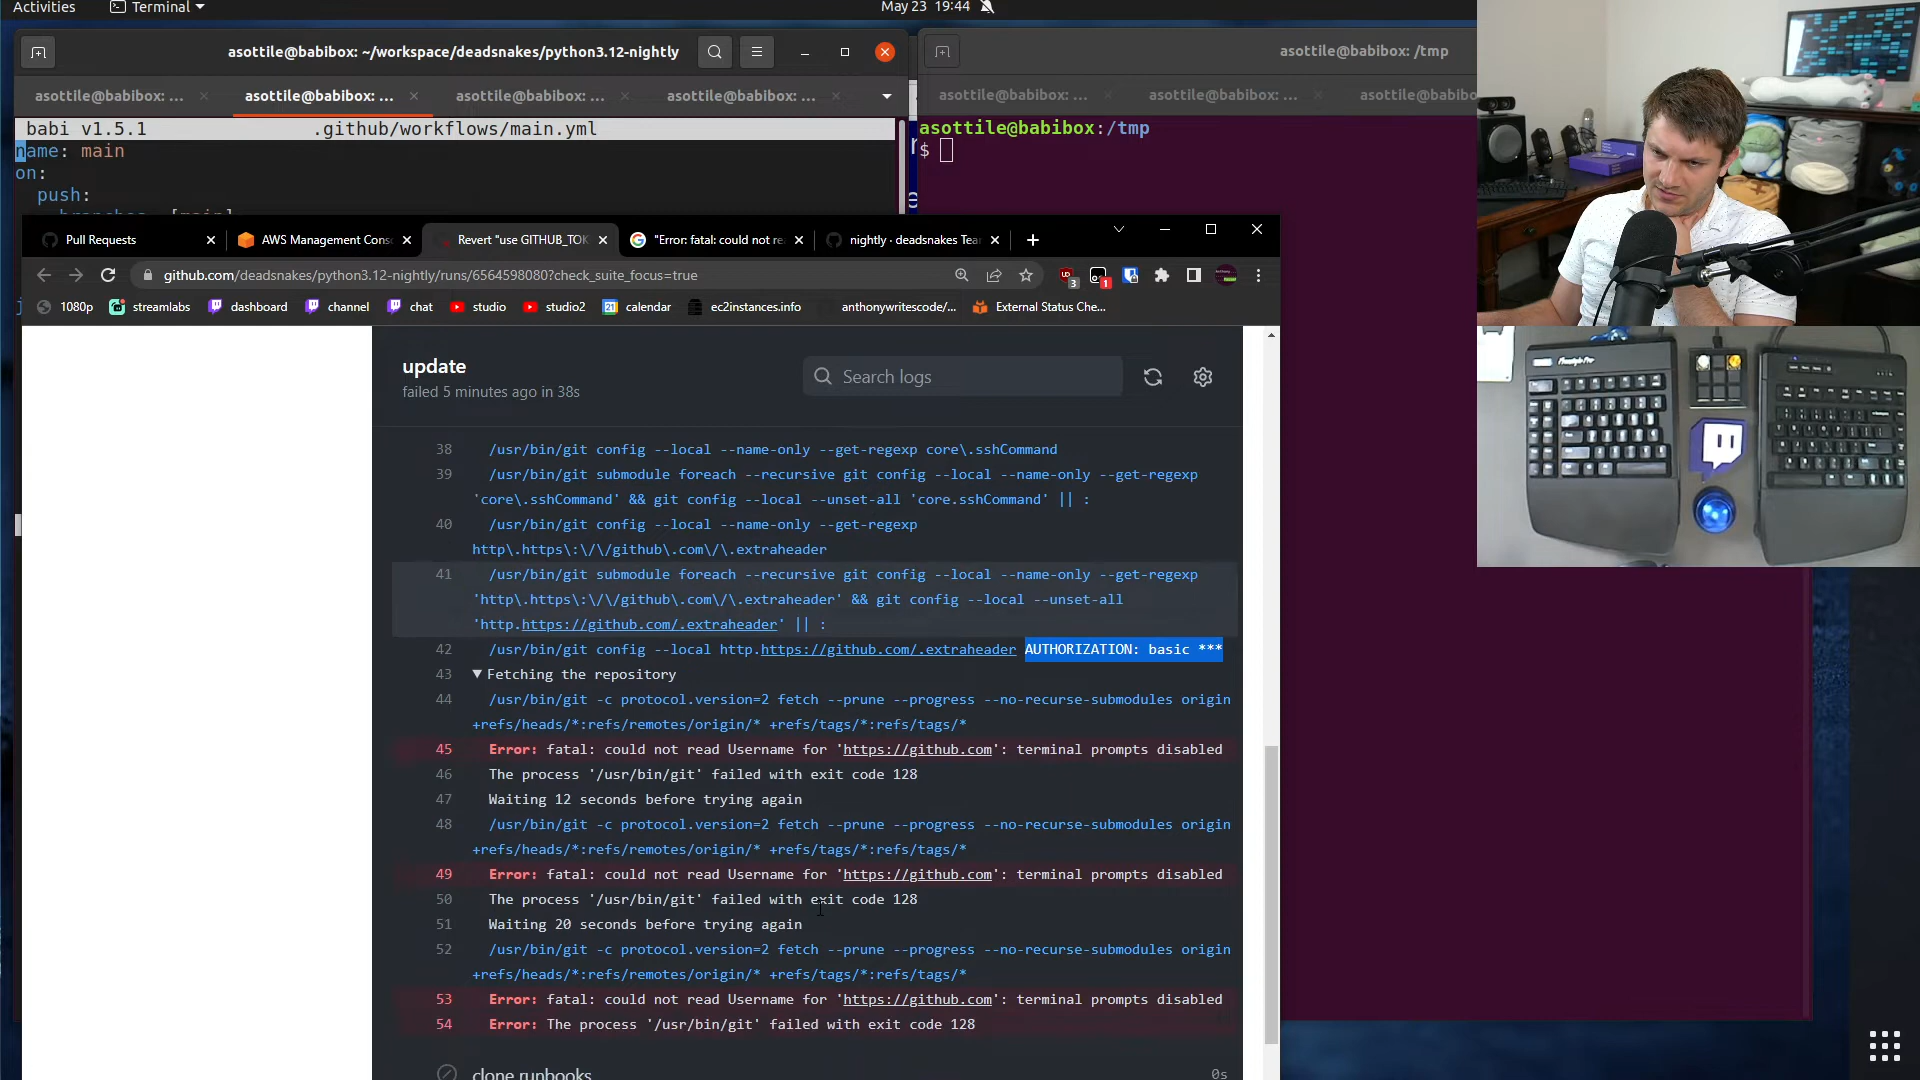 Activities
Terminal
May 23 19:44
asottile@babibox: ~/workspace/deadsnakes/python3.12-nightly
asottile@babibox: /tmp
asottile@babibox: ...
asottile@babibox: ...
asottile@babibox: ...
asottile@babibox: ...
asottile@babibox: ...
asottile@babibox: ...
asottile@bab
babi v1.5.1
.github/workflows/main.yml
name: main
on:
push:
asottile@babibox:/tmp
$
Pull Requests
AWS Management Conso
Revert "use GITHUB_TOK
"Error: fatal: could not re
nightly · deadsnakes Tea
github.com/deadsnakes/python3.12-nightly/runs/6564598080?check_suite_focus=true
1080p
streamlabs
dashboard
channel
chat
studio
studio2
calendar
ec2instances.info
anthonywritescode/...
External Status Che...
update
failed 5 minutes ago in 38s
Search logs
38 /usr/bin/git config --local --name-only --get-regexp core\.sshCommand
39 /usr/bin/git submodule foreach --recursive git config --local --name-only --get-regexp
'core\.sshCommand' && git config --local --unset-all 'core.sshCommand' || :
40 /usr/bin/git config --local --name-only --get-regexp
http\.https\:\/\/github\.com\/\.extraheader
41 /usr/bin/git submodule foreach --recursive git config --local --name-only --get-regexp
'http\.https\:\/\/github\.com\/\.extraheader' && git config --local --unset-all
'http.https://github.com/.extraheader' || :
42 /usr/bin/git config --local http.https://github.com/.extraheader AUTHORIZATION: basic ***
43 Fetching the repository
44 /usr/bin/git -c protocol.version=2 fetch --prune --progress --no-recurse-submodules origin
+refs/heads/*:refs/remotes/origin/* +refs/tags/*:refs/tags/*
45 Error: fatal: could not read Username for 'https://github.com': terminal prompts disabled
46 The process '/usr/bin/git' failed with exit code 128
47 Waiting 12 seconds before trying again
48 /usr/bin/git -c protocol.version=2 fetch --prune --progress --no-recurse-submodules origin
+refs/heads/*:refs/remotes/origin/* +refs/tags/*:refs/tags/*
49 Error: fatal: could not read Username for 'https://github.com': terminal prompts disabled
50 The process '/usr/bin/git' failed with exit code 128
51 Waiting 20 seconds before trying again
52 /usr/bin/git -c protocol.version=2 fetch --prune --progress --no-recurse-submodules origin
+refs/heads/*:refs/remotes/origin/* +refs/tags/*:refs/tags/*
53 Error: fatal: could not read Username for 'https://github.com': terminal prompts disabled
54 Error: The process '/usr/bin/git' failed with exit code 128
clone runbooks
0s